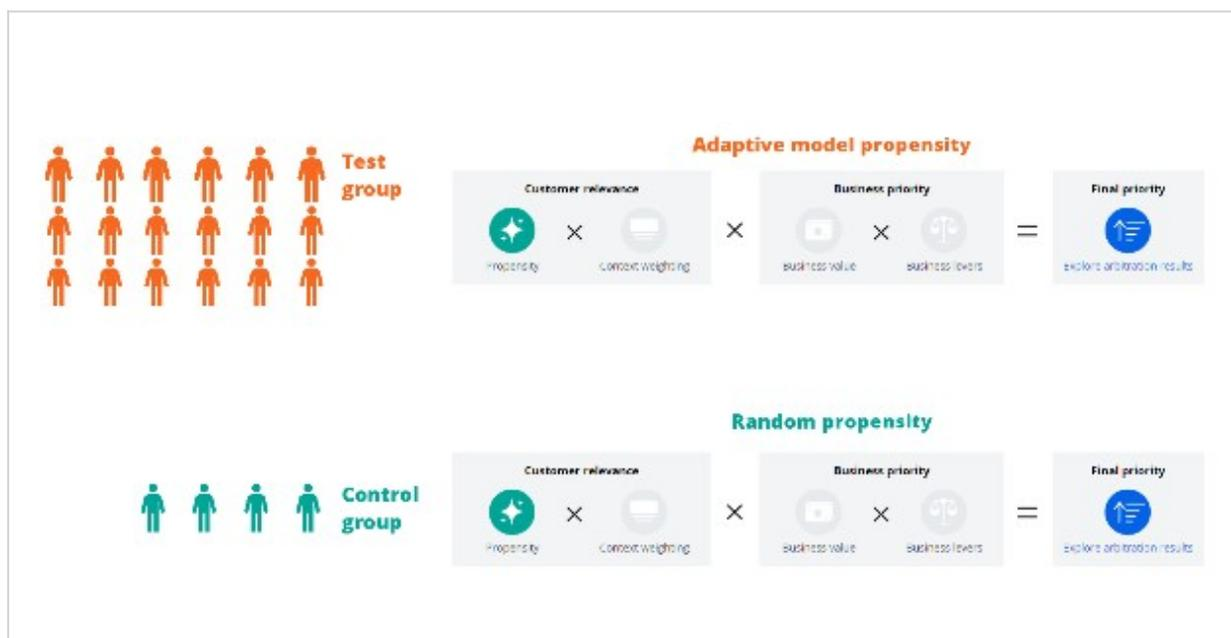 Test
group
Adaptive model propensity
Customer relevance
Business priority
Final priority
×
×
×
=
Propensity
Context weighting
Business value
Business levers
Explore arbitration results
Control
group
Random propensity
Customer relevance
Business priority
Final priority
×
×
×
=
Propensity
Context weighting
Business value
Business levers
Explore arbitration results